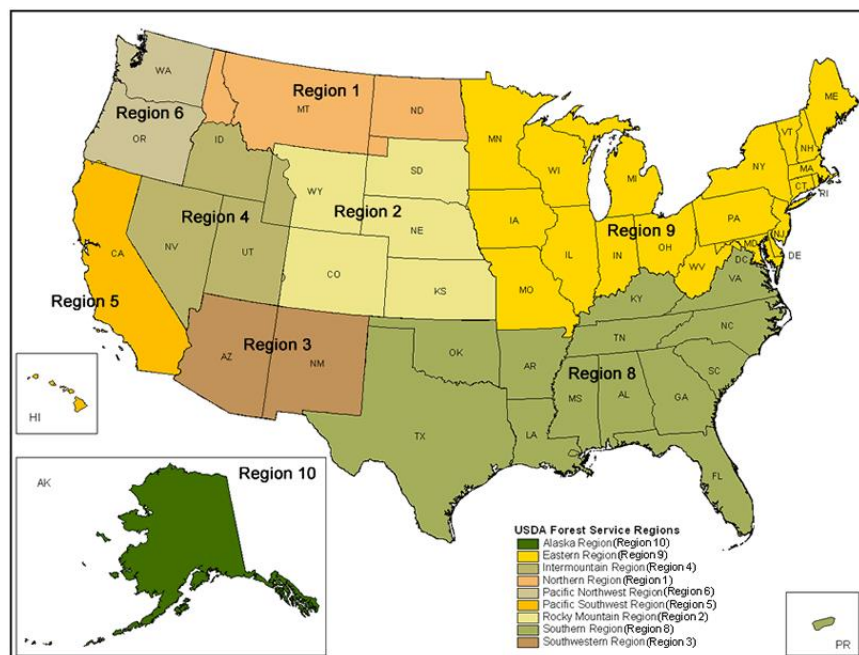 WA
Region 1
MT
ND
ME
Region 6
OR
MN
VT
NH
ID
SD
WI
MI
NY
MA
CT
RI
WY
Region 2
IA
PA
Region 4
NE
Region 9
NJ
NV
UT
IL
IN
OH
MD
DE
CA
CO
WV
DC
VA
KS
MO
KY
Region 5
Region 3
OK
TN
NC
AZ
NM
AR
Region 8
SC
MS
AL
GA
HI
TX
LA
FL
AK
Region 10
USDA Forest Service Regions
Alaska Region (Region 10)
Eastern Region (Region 9)
Intermountain Region (Region 4)
Northern Region (Region 1)
Pacific Northwest Region (Region 6)
Pacific Southwest Region (Region 5)
Rocky Mountain Region (Region 2)
Southern Region (Region 8)
Southwestern Region (Region 3)
PR